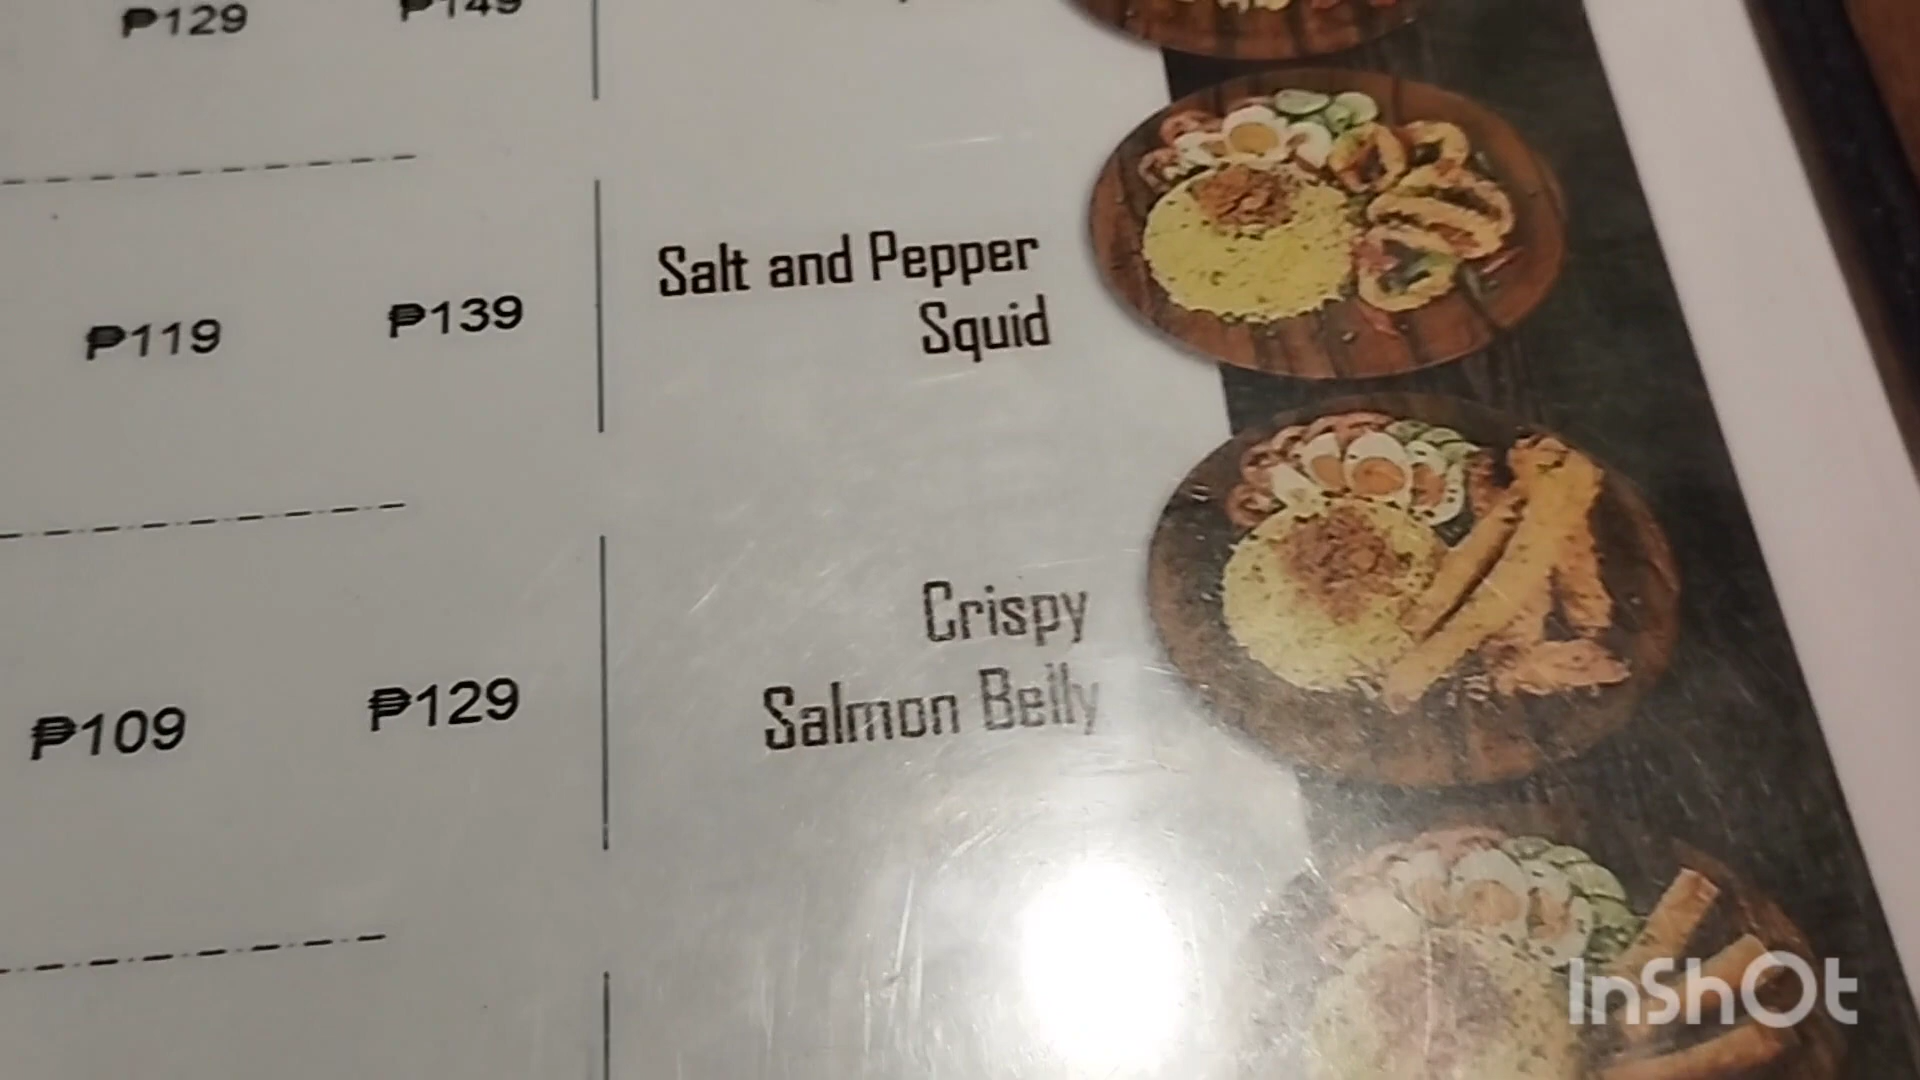 ₱129 ₱149
Salt and Pepper
₱119 ₱139
Squid
Crispy
₱109 ₱129
Salmon Belly
InShOt